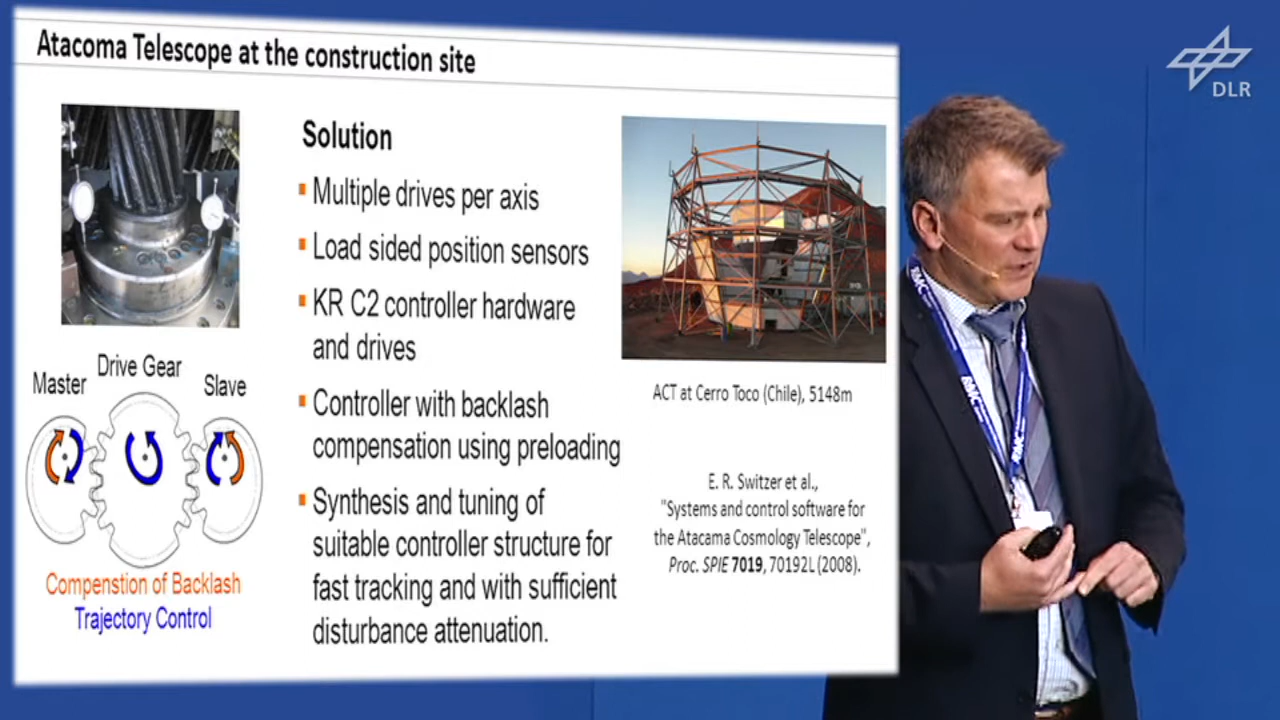 Atacoma Telescope at the construction site
Solution
Multiple drives per axis
Load sided position sensors
KR C2 controller hardware
and drives
Controller with backlash
compensation using preloading
Synthesis and tuning of
suitable controller structure for
fast tracking and with sufficient
disturbance attenuation.
Drive Gear
Master
Slave
Compenstion of Backlash
Trajectory Control
ACT at Cerro Toco (Chile), 5148m
E. R. Switzer et al.,
"Systems and control software for
the Atacama Cosmology Telescope",
Proc. SPIE 7019, 70192L (2008).
DLR
RMC
RMC
RMC